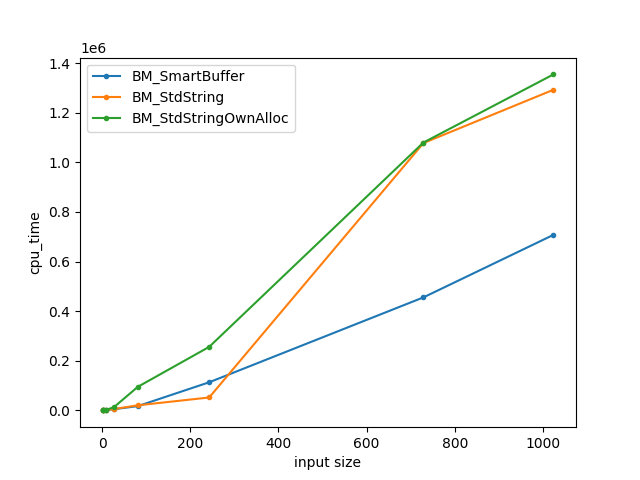 1e6
1.4
1.2
1.0
0.8
0.6
0.4
0.2
0.0
cpu_time
BM_SmartBuffer
BM_StdString
BM_StdStringOwnAlloc
0 200 400 600 800 1000
input size